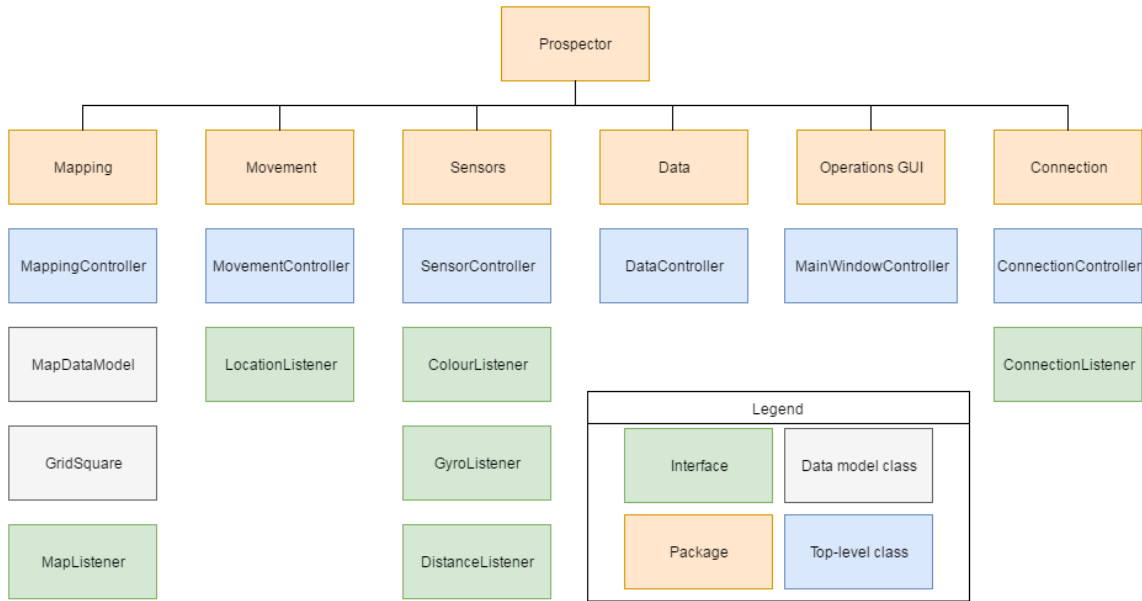 Prospector
Mapping
Movement
Sensors
Data
Operations GUI
Connection
MappingController
MovementController
SensorController
DataController
MainWindowController
ConnectionController
MapDataModel
LocationListener
ColourListener
ConnectionListener
Legend
GridSquare
GyroListener
Interface
Data model class
MapListener
DistanceListener
Package
Top-level class